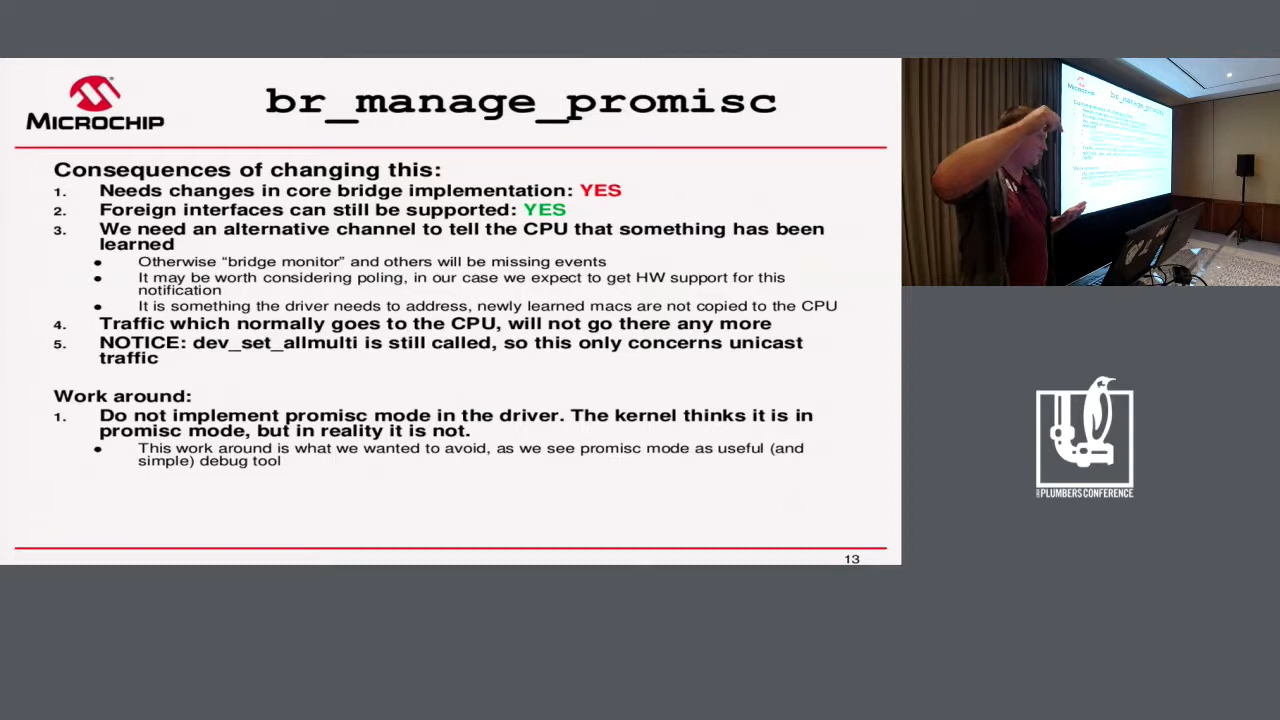 MICROCHIP
br_manage_promisc
Consequences of changing this:
1. Needs changes in core bridge implementation: YES
2. Foreign interfaces can still be supported: YES
3. We need an alternative channel to tell the CPU that something has been
learned
● Otherwise “bridge monitor” and others will be missing events
● It may be worth considering poling, in our case we expect to get HW support for this
notification
● It is something the driver needs to address, newly learned macs are not copied to the CPU
4. Traffic which normally goes to the CPU, will not go there any more
5. NOTICE: dev_set_allmulti is still called, so this only concerns unicast
traffic
Work around:
1. Do not implement promisc mode in the driver. The kernel thinks it is in
promisc mode, but in reality it is not.
● This work around is what we wanted to avoid, as we see promisc mode as useful (and
simple) debug tool
13
br_manage_promisc
PLUMBERS CONFERENCE